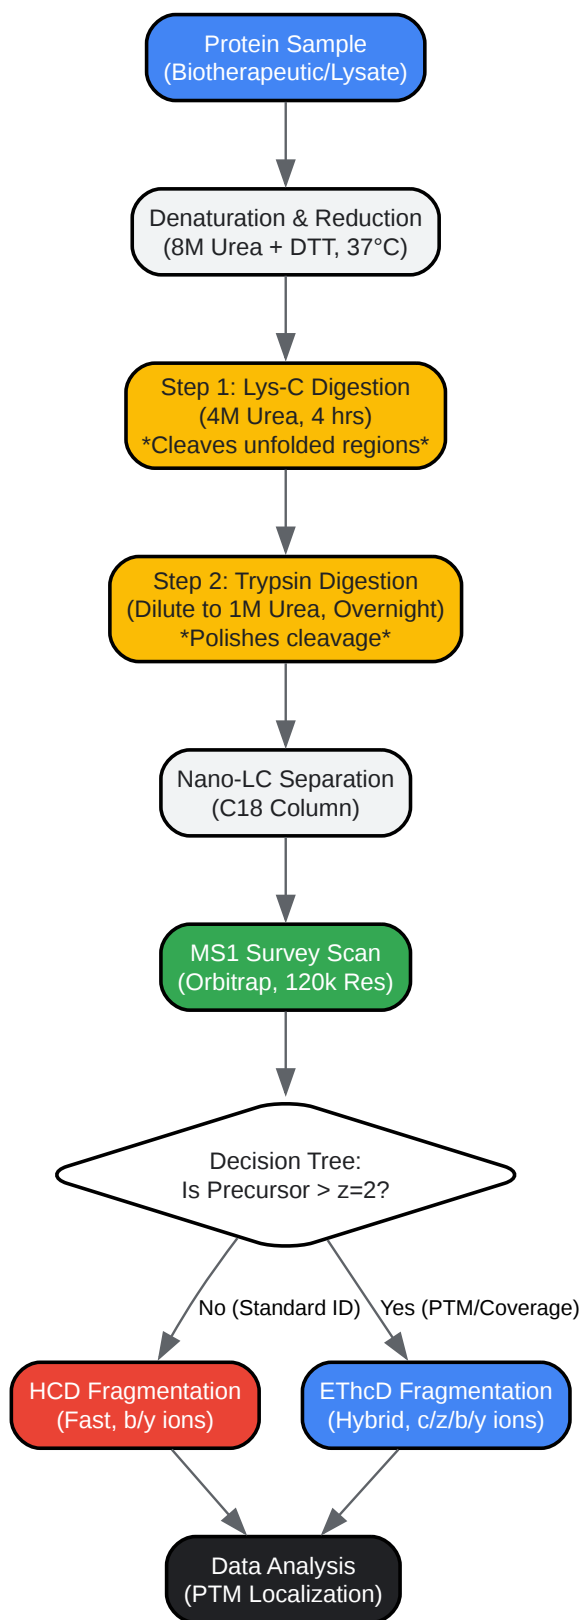 Protein Sample
(Biotherapeutic/Lysate)
Denaturation & Reduction
(8M Urea + DTT, 37°C)
Step 1: Lys-C Digestion
(4M Urea, 4 hrs)
*Cleaves unfolded regions*
Step 2: Trypsin Digestion
(Dilute to 1M Urea, Overnight)
*Polishes cleavage*
Nano-LC Separation
(C18 Column)
MS1 Survey Scan
(Orbitrap, 120k Res)
Decision Tree:
Is Precursor > z=2?
No (Standard ID)
Yes (PTM/Coverage)
HCD Fragmentation
(Fast, b/y ions)
EThcD Fragmentation
(Hybrid, c/z/b/y ions)
Data Analysis
(PTM Localization)